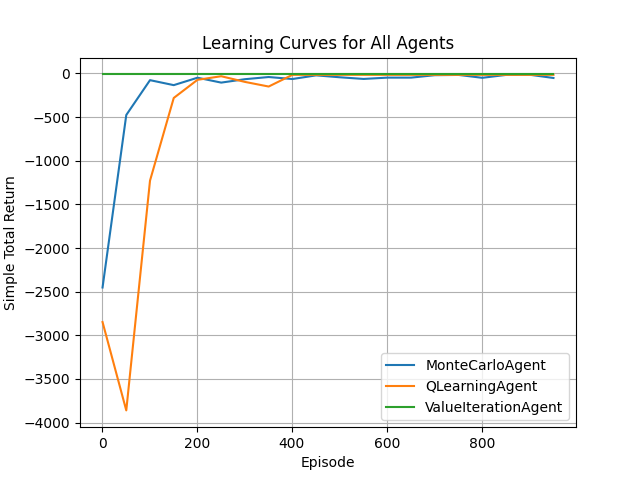 Learning Curves for All Agents
Simple Total Return
0
−500
−1000
−1500
−2000
−2500
−3000
−3500
−4000
0
200
400
600
800
Episode
MonteCarloAgent
QLearningAgent
ValueIterationAgent